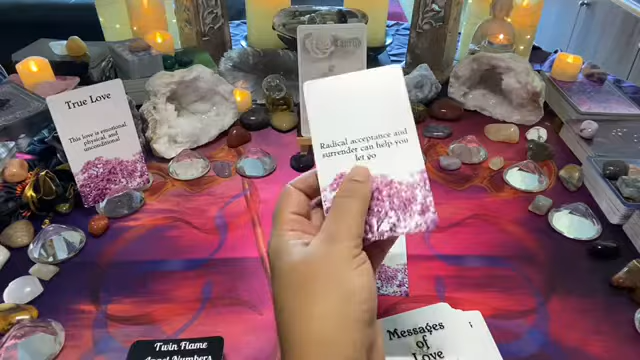 True Love
This love is emotional
physical, and
unconditional
Radical acceptance and
surrender can help you
let go
Twin Flame
Angel Numbers
Messages
of
Love